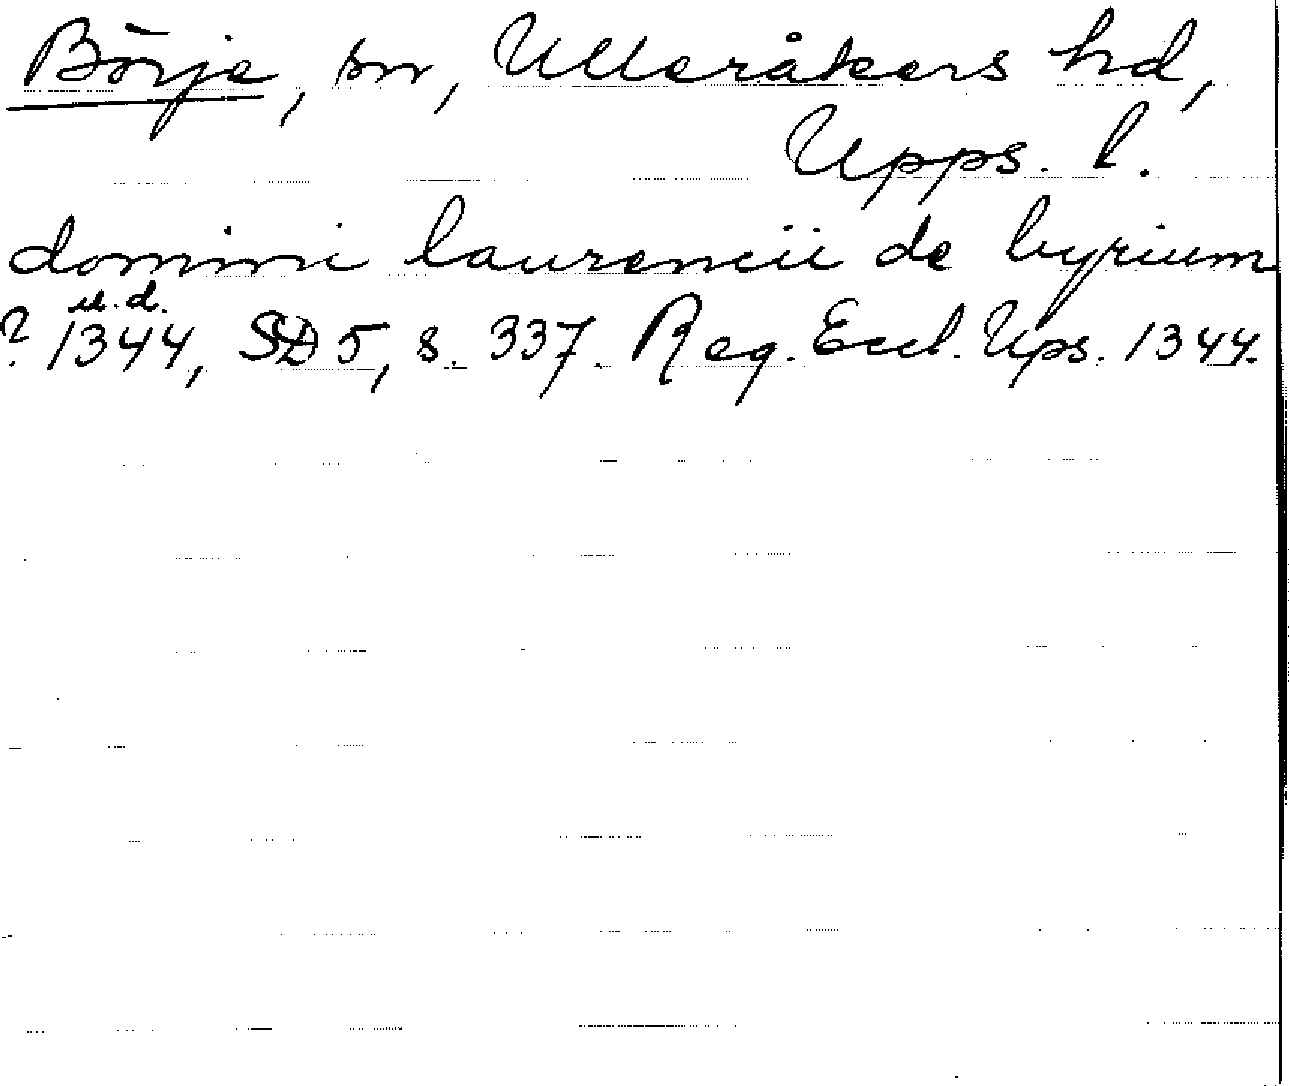 Börje, sn, Ulleråkers hd,
Upps. l.
domini laurencii de byrium
u.d.
? 1344, SD 5, s. 337. Reg. Eccl. Ups. 1344.